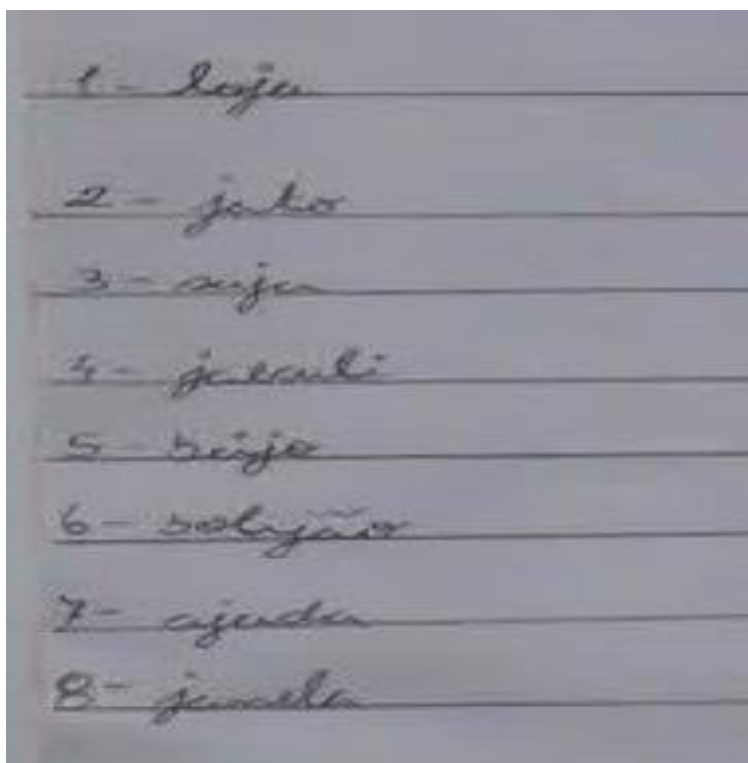 1- loja
2- jato
3- suja
4- jabuti
5- beijo
6-
7- ajuda
8- janela